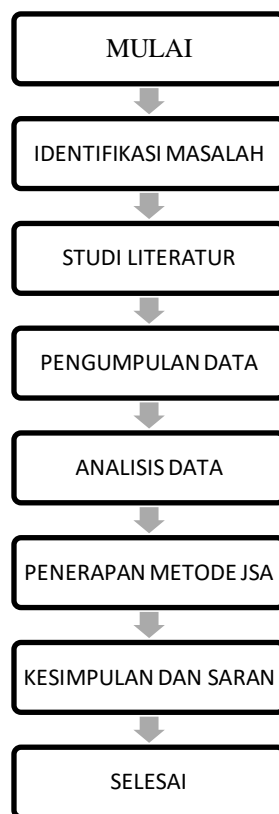 MULAI
IDENTIFIKASI MASALAH
STUDI LITERATUR
PENGUMPULAN DATA
ANALISIS DATA
PENERAPAN METODE JSA
KESIMPULAN DAN SARAN
SELESAI